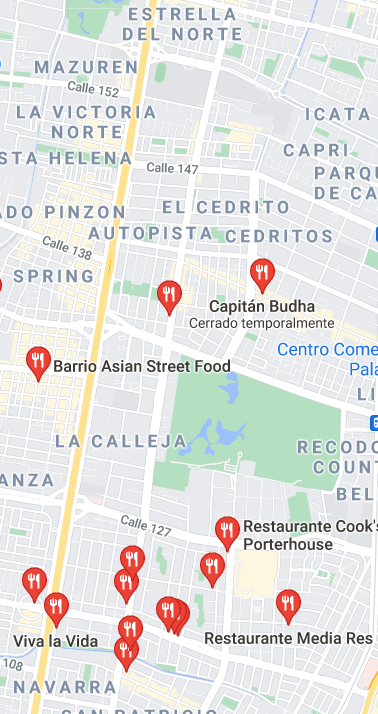 ESTRELLA
DEL NORTE
MAZUREN
Calle 152
LA VICTORIA
NORTE
ICATA
STA HELENA
Calle 147
CAPRI
PARQU
DE CA
ADO PINZON
EL CEDRITO
AUTOPISTA
CEDRITOS
Calle 138
SPRING
Capitán Budha
Cerrado temporalmente
Centro Come
Pala
Barrio Asian Street Food
LI
LA CALLEJA
RECODO
COUNT
ANZA
BEL
Calle 127
Restaurante Cook's
Porterhouse
Viva la Vida
Restaurante Media Res
108
NAVARRA
SAN PATRICIO